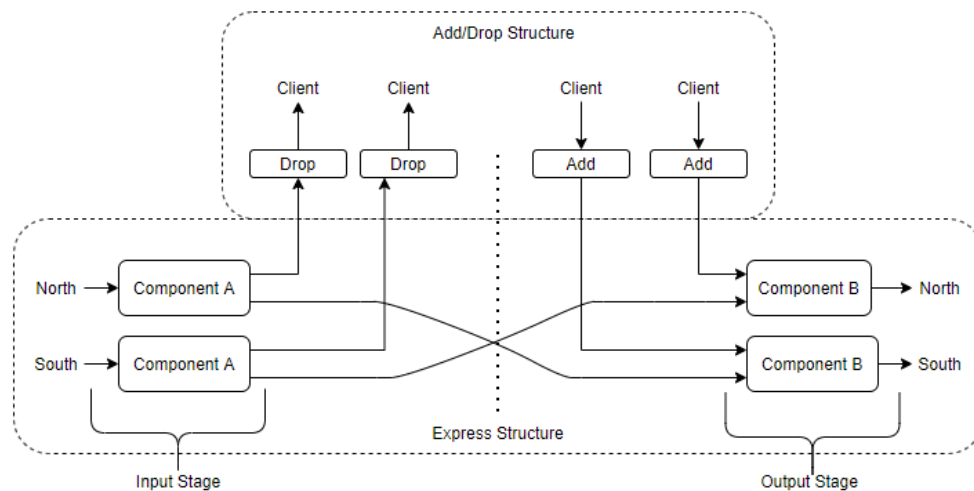 Add/Drop Structure
Client
Client
Client
Client
Drop
Drop
Add
Add
North
Component A
Component B
North
South
Component A
Component B
South
Express Structure
Input Stage
Output Stage